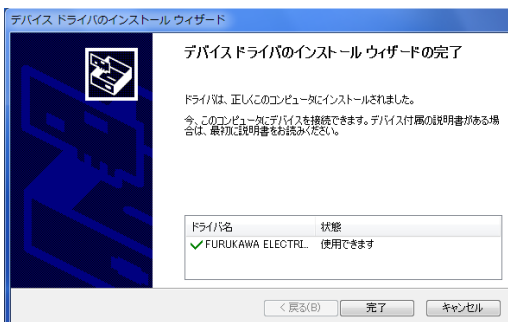 デバイス ドライバのインストール ウィザード
デバイス ドライバのインストール ウィザードの完了
ドライバは、正しくこのコンピュータにインストールされました。
今、このコンピュータにデバイスを接続できます。デバイス付属の説明書がある場
合は、最初に説明書をお読みください。
ドライバ名 状態
FURUKAWA ELECTRI... 使用できます
< 戻る(B) 完了 キャンセル